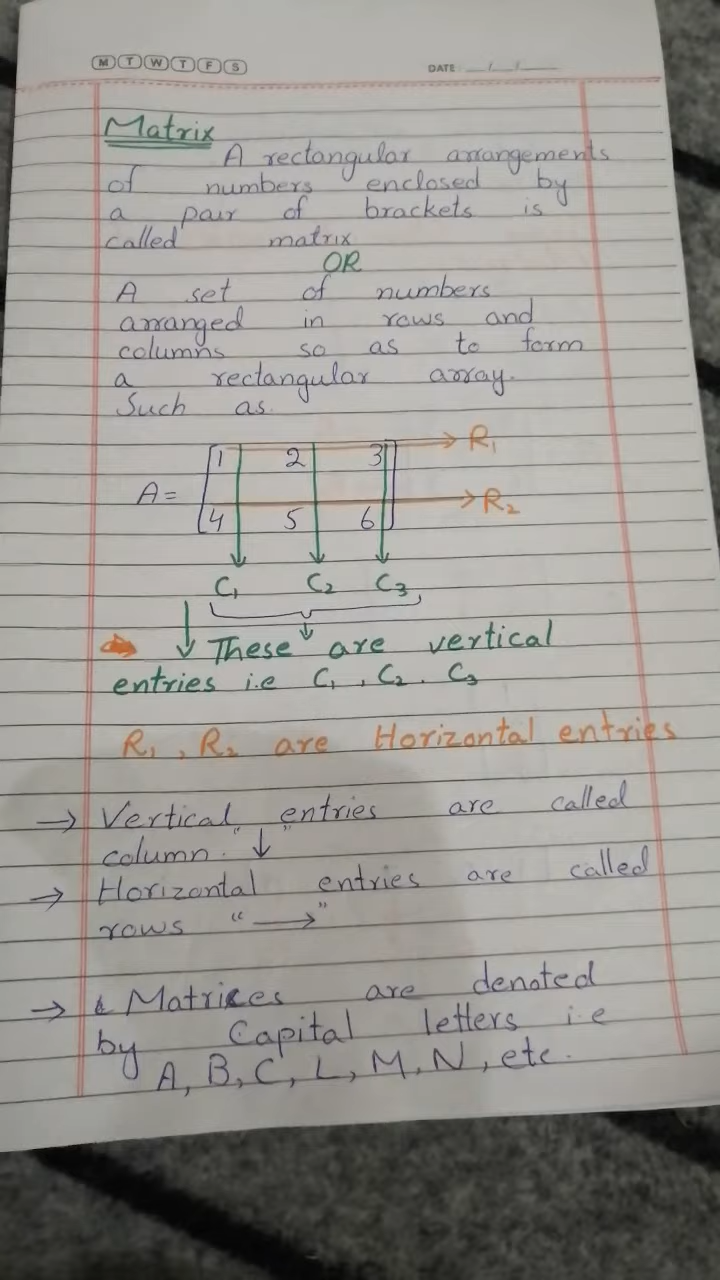 M T W T F S
DATE: __/__/__
Matrix
A rectangular arrangements
of numbers enclosed by
a pair of brackets is
called matrix
OR
A set of numbers
arranged in rows and
columns so as to form
a rectangular array.
Such as.
1 2 3 → R₁
A =
4 5 6 → R₂
C₁ C₂ C₃
↓ These are vertical
entries i.e C₁, C₂. C₃
R₁, R₂ are Horizontal entries
→ Vertical entries are called
column. "↓"
→ Horizontal entries are called
rows "→"
→ Matrices are denoted
by Capital letters i.e
A, B, C, L, M, N, etc.